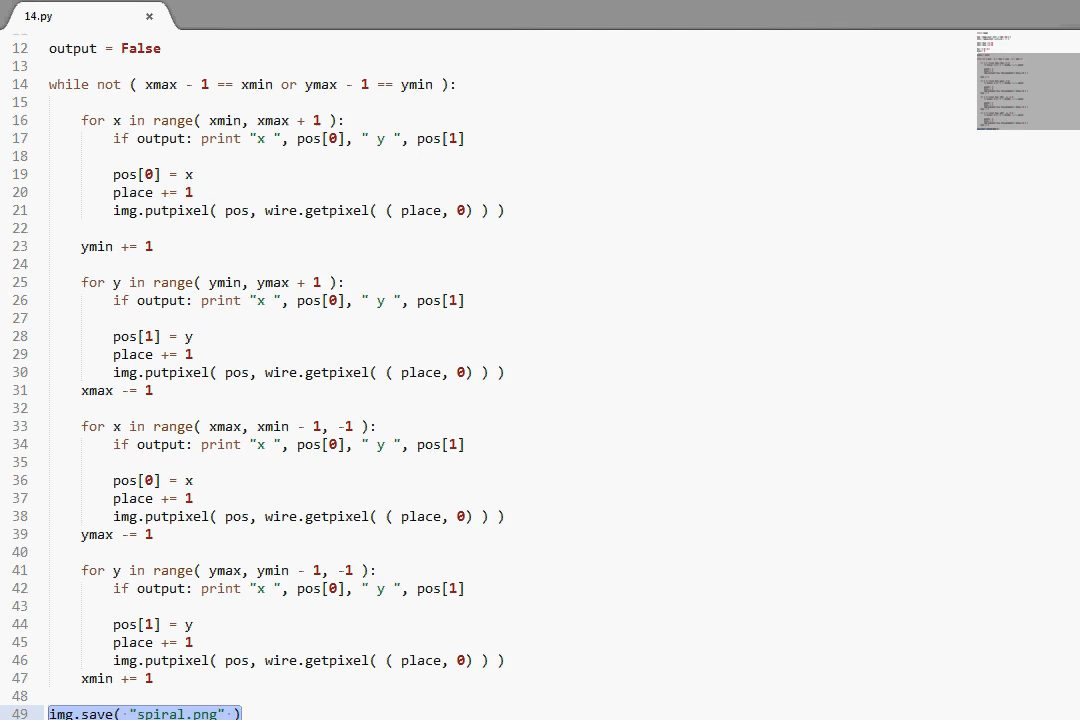 14.py ×
12 output = False
13
14 while not ( xmax - 1 == xmin or ymax - 1 == ymin ):
15
16 for x in range( xmin, xmax + 1 ):
17 if output: print "x ", pos[0], " y ", pos[1]
18
19 pos[0] = x
20 place += 1
21 img.putpixel( pos, wire.getpixel( ( place, 0) ) )
22
23 ymin += 1
24
25 for y in range( ymin, ymax + 1 ):
26 if output: print "x ", pos[0], " y ", pos[1]
27
28 pos[1] = y
29 place += 1
30 img.putpixel( pos, wire.getpixel( ( place, 0) ) )
31 xmax -= 1
32
33 for x in range( xmax, xmin - 1, -1 ):
34 if output: print "x ", pos[0], " y ", pos[1]
35
36 pos[0] = x
37 place += 1
38 img.putpixel( pos, wire.getpixel( ( place, 0) ) )
39 ymax -= 1
40
41 for y in range( ymax, ymin - 1, -1 ):
42 if output: print "x ", pos[0], " y ", pos[1]
43
44 pos[1] = y
45 place += 1
46 img.putpixel( pos, wire.getpixel( ( place, 0) ) )
47 xmin += 1
48
49 img.save( "spiral.png" )